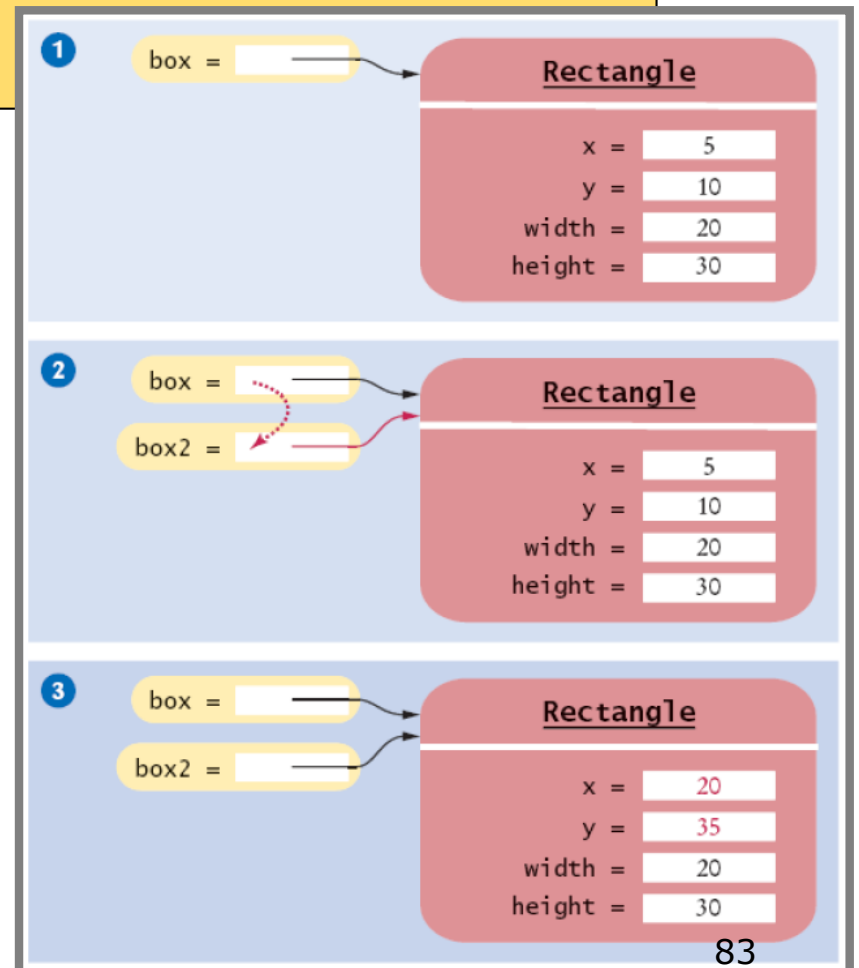 1
box =
Rectangle
x = 5
y = 10
width = 20
height = 30
2
box =
box2 =
Rectangle
x = 5
y = 10
width = 20
height = 30
3
box =
box2 =
Rectangle
x = 20
y = 35
width = 20
height = 30
83